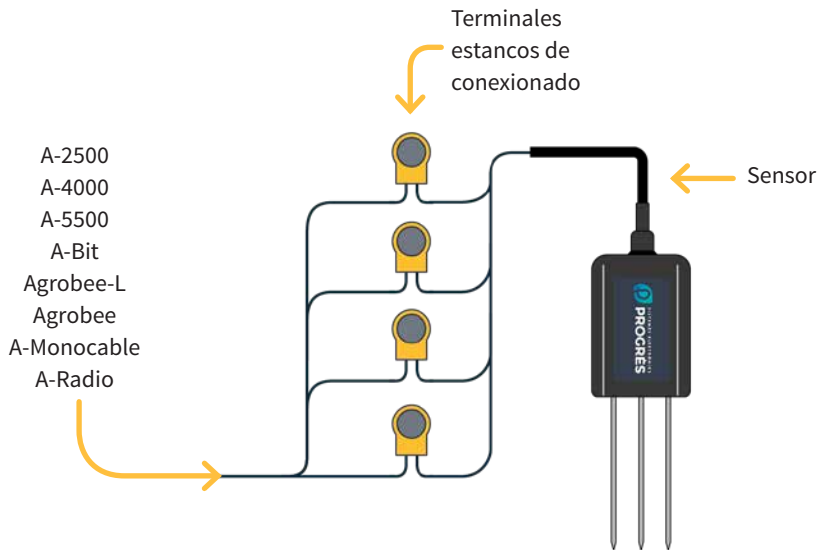 Terminales
estancos de
conexionado
A-2500
A-4000
A-5500
A-Bit
Agrobee-L
Agrobee
A-Monocable
A-Radio
Sensor
PROGRÉS